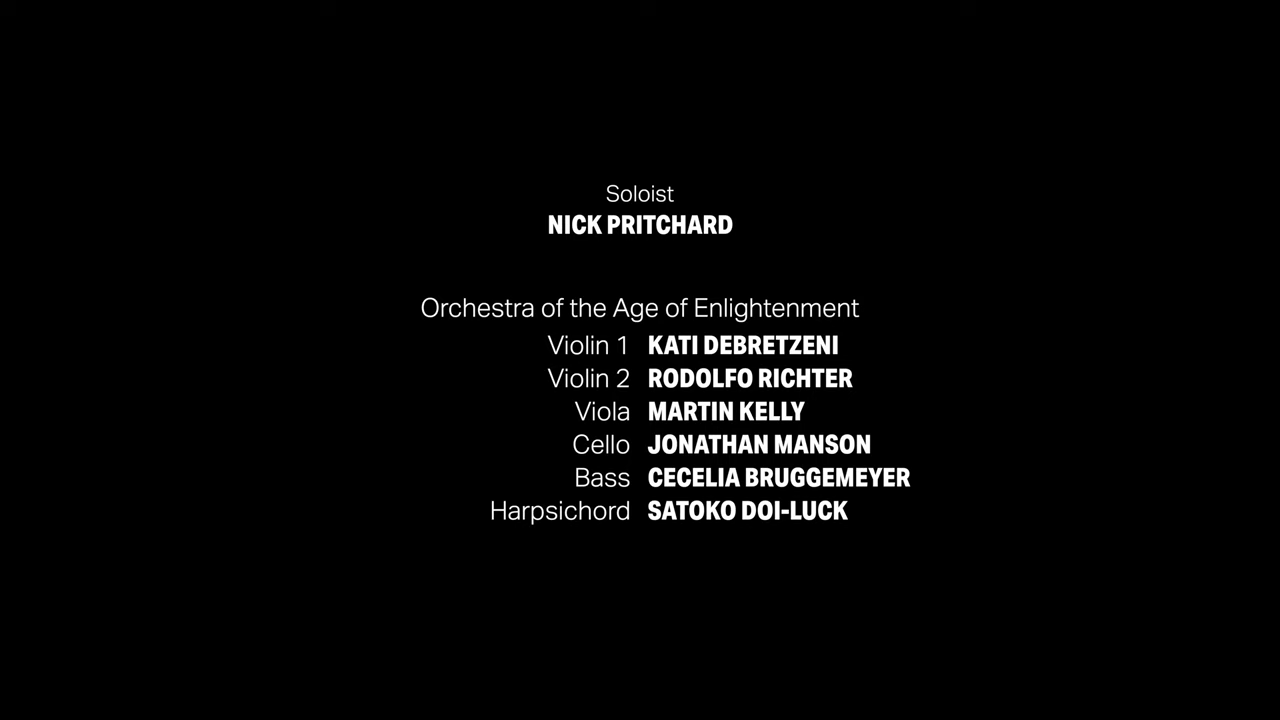 Soloist
NICK PRITCHARD
Orchestra of the Age of Enlightenment
Violin 1 KATI DEBRETZENI
Violin 2 RODOLFO RICHTER
Viola MARTIN KELLY
Cello JONATHAN MANSON
Bass CECELIA BRUGGEMEYER
Harpsichord SATOKO DOI-LUCK